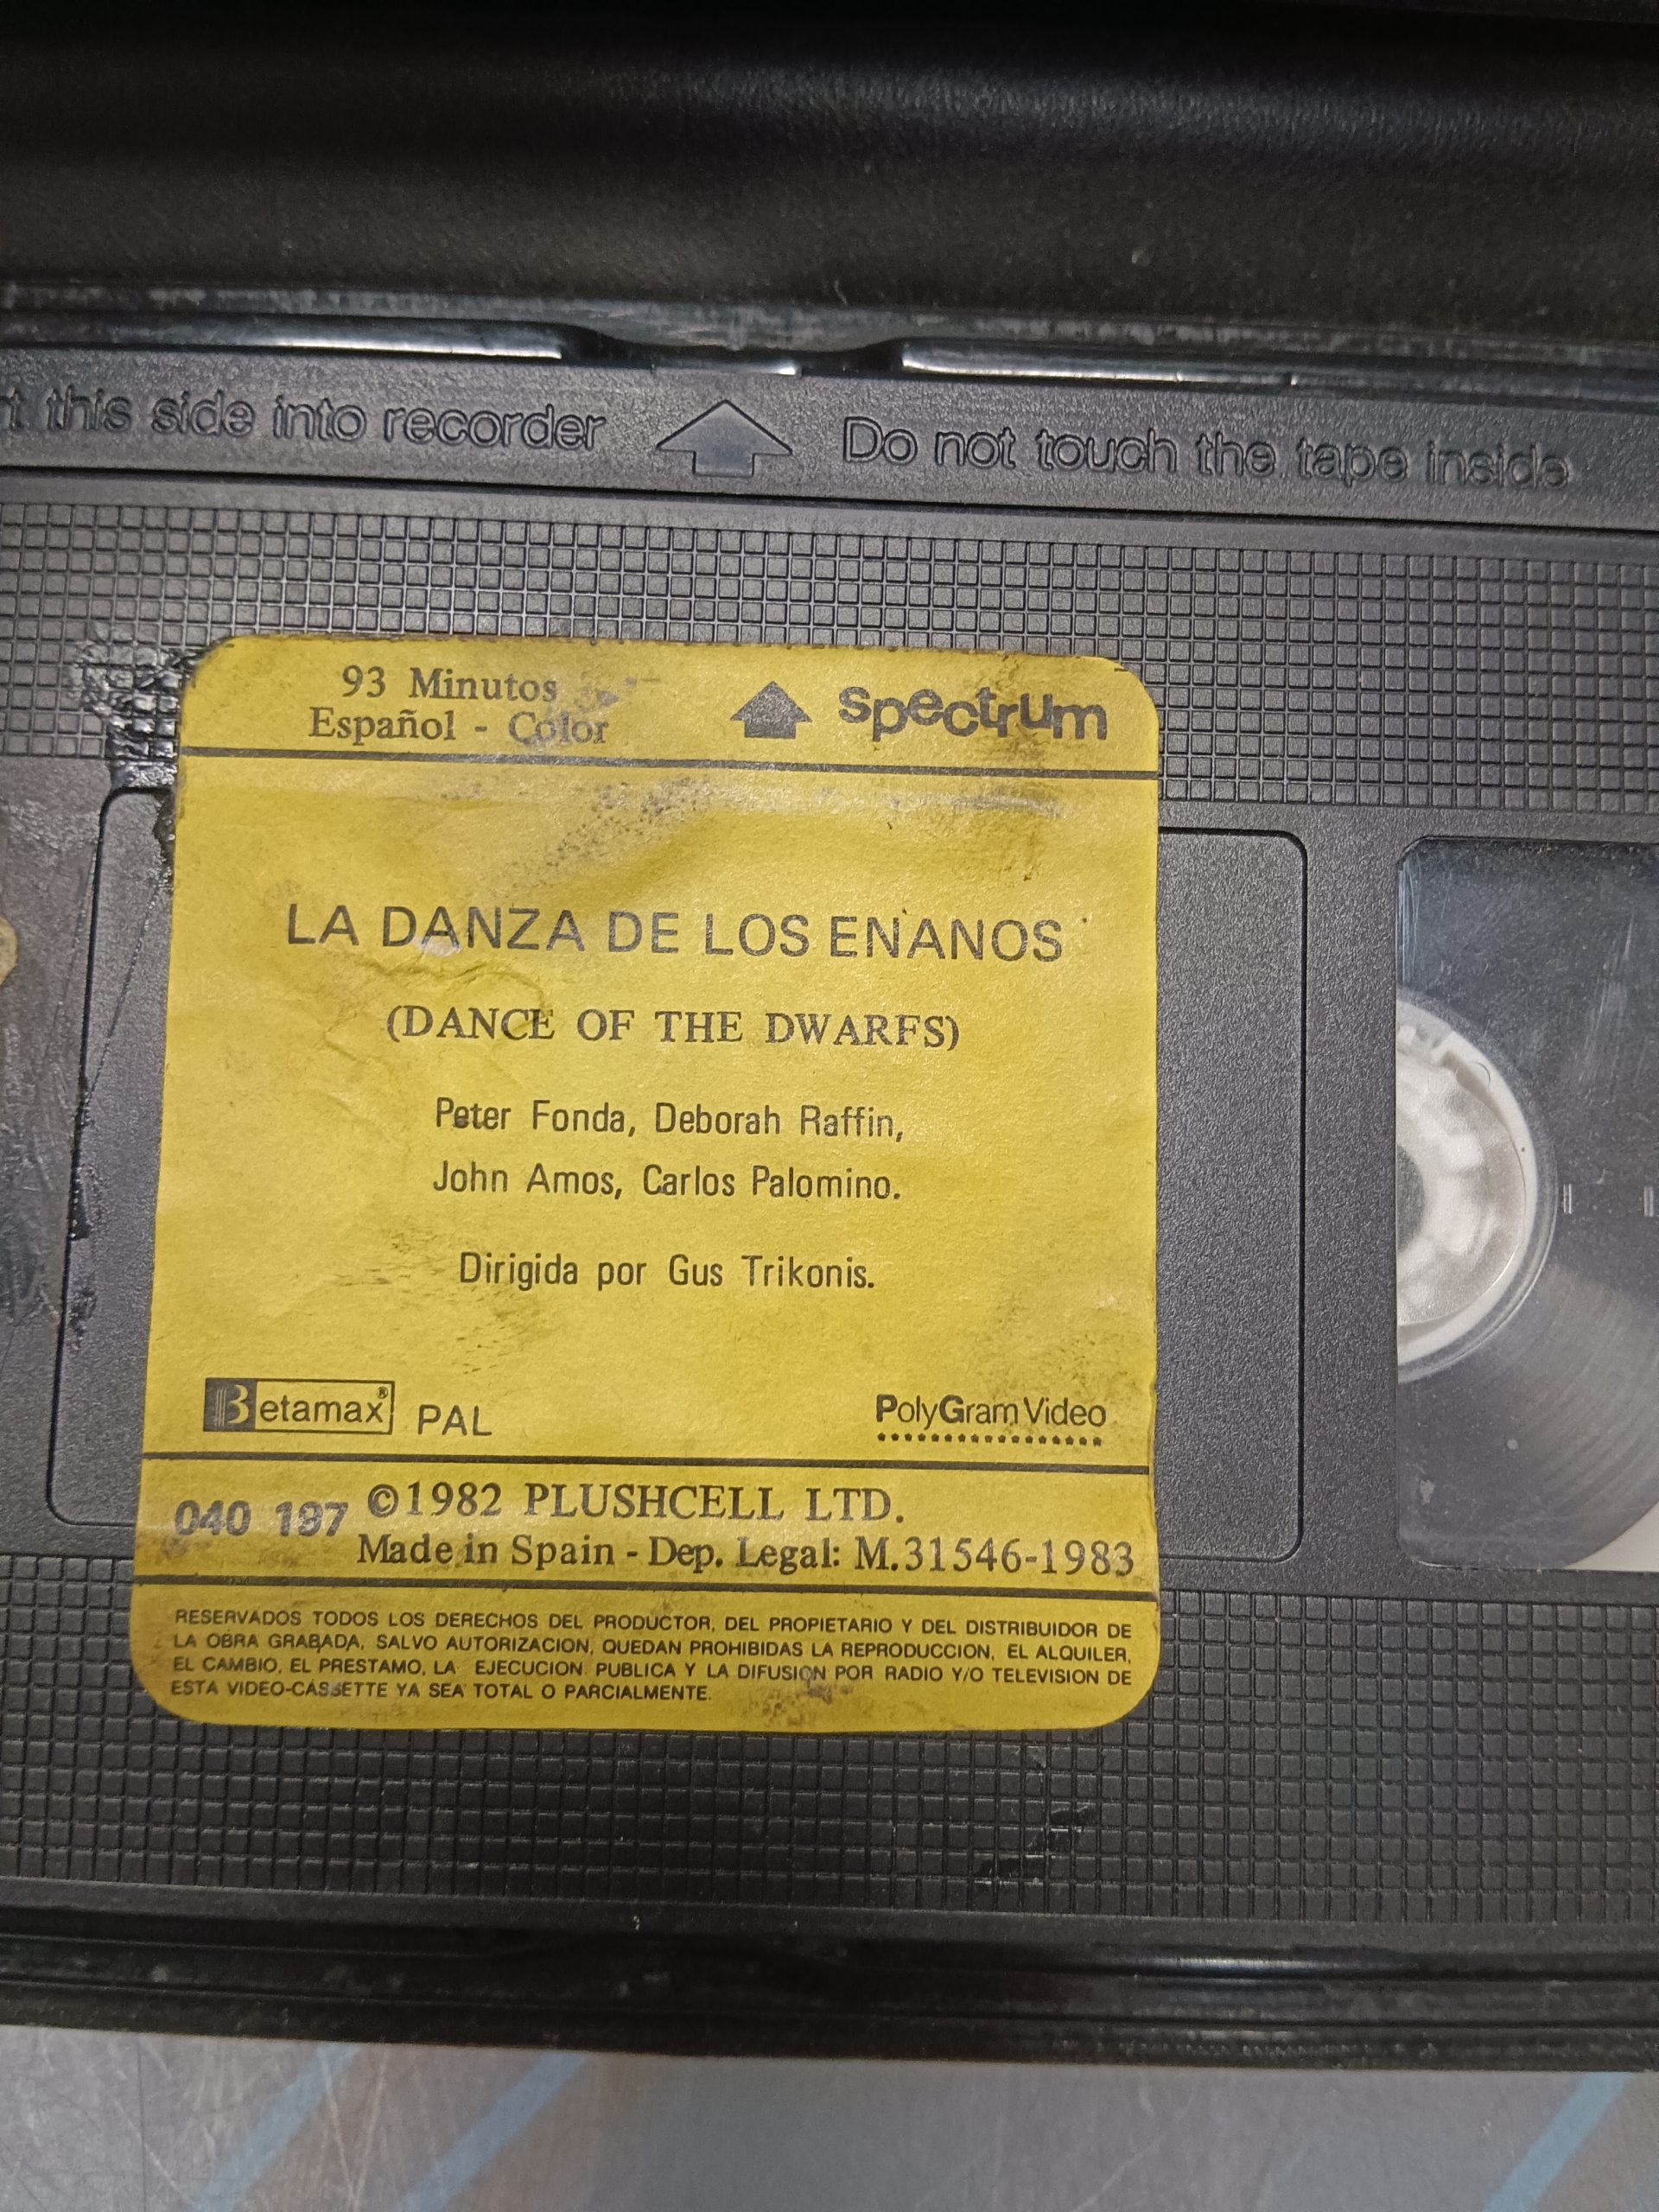 this side into recorder
Do not touch the tape inside
93 Minutos
Español - Color
spectrum
LA DANZA DE LOS ENANOS
(DANCE OF THE DWARFS)
Peter Fonda, Deborah Raffin,
John Amos, Carlos Palomino.
Dirigida por Gus Trikonis.
Betamax® PAL
PolyGram Video
040 197
©1982 PLUSHCELL LTD.
Made in Spain - Dep. Legal: M.31546-1983
RESERVADOS TODOS LOS DERECHOS DEL PRODUCTOR, DEL PROPIETARIO Y DEL DISTRIBUIDOR DE
LA OBRA GRABADA, SALVO AUTORIZACION, QUEDAN PROHIBIDAS LA REPRODUCCION, EL ALQUILER,
EL CAMBIO, EL PRESTAMO, LA EJECUCION PUBLICA Y LA DIFUSION POR RADIO Y/O TELEVISION DE
ESTA VIDEO-CASSETTE YA SEA TOTAL O PARCIALMENTE.